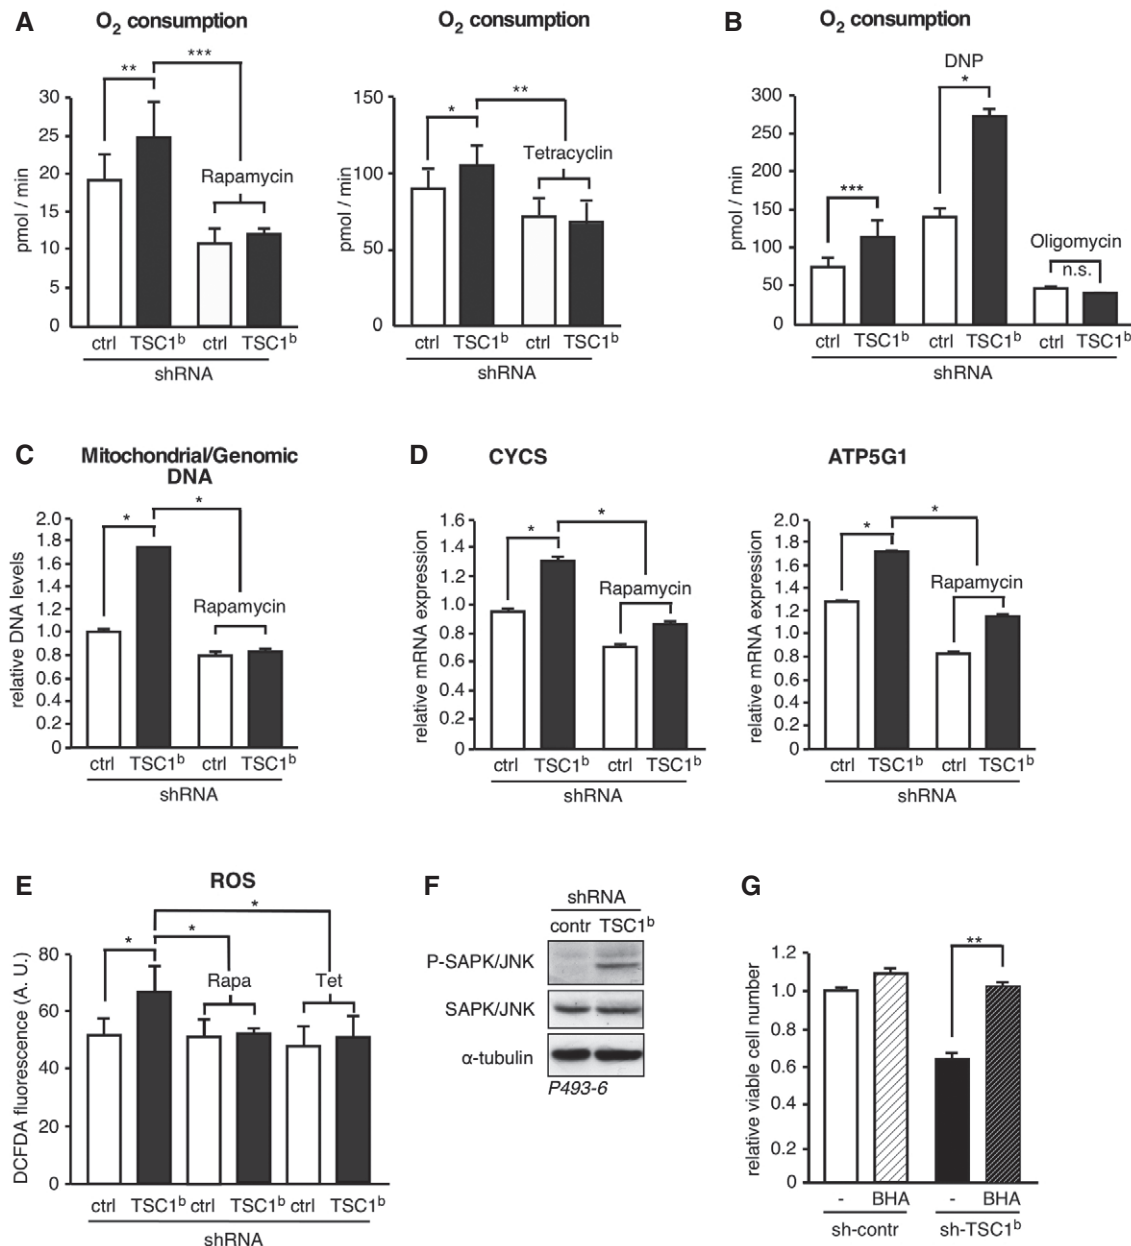 A
O2 consumption
** ***
30
25
20
15
10
5
0
pmol / min
Rapamycin
ctrl TSC1b ctrl TSC1b
shRNA
O2 consumption
* **
150
100
50
0
pmol / min
Tetracyclin
ctrl TSC1b ctrl TSC1b
shRNA
B
O2 consumption
DNP
*
***
300
250
200
150
100
50
0
pmol / min
Oligomycin
n.s.
ctrl TSC1b ctrl TSC1b ctrl TSC1b
shRNA
C
Mitochondrial/Genomic
DNA
* *
2.0
1.8
1.6
1.4
1.2
1.0
0.8
0.6
0.4
0.2
0
relative DNA levels
Rapamycin
ctrl TSC1b ctrl TSC1b
shRNA
D
CYCS
* *
1.6
1.4
1.2
1.0
0.8
0.6
0.4
0.2
0
relative mRNA expression
Rapamycin
ctrl TSC1b ctrl TSC1b
shRNA
ATP5G1
* *
2.0
1.8
1.6
1.4
1.2
1.0
0.8
0.6
0.4
0.2
0
relative mRNA expression
Rapamycin
ctrl TSC1b ctrl TSC1b
shRNA
E
ROS
* * *
80
60
40
20
0
DCFDA fluorescence (A. U.)
Rapa Tet
ctrl TSC1b ctrl TSC1b ctrl TSC1b
shRNA
F
shRNA
contr TSC1b
P-SAPK/JNK
SAPK/JNK
α-tubulin
P493-6
G
**
1.2
1.0
0.8
0.6
0.4
0.2
0
relative viable cell number
- BHA - BHA
sh-contr sh-TSC1b